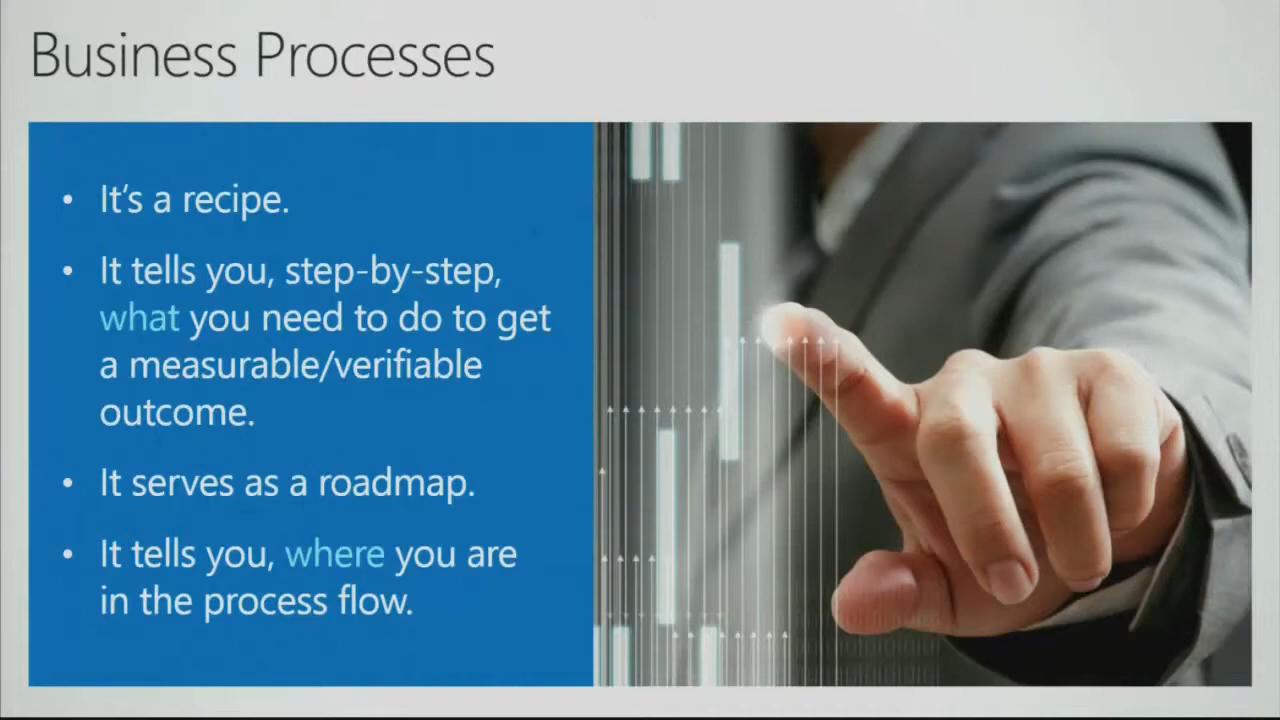 Business Processes
• It's a recipe.
• It tells you, step-by-step,
what you need to do to get
a measurable/verifiable
outcome.
• It serves as a roadmap.
• It tells you, where you are
in the process flow.